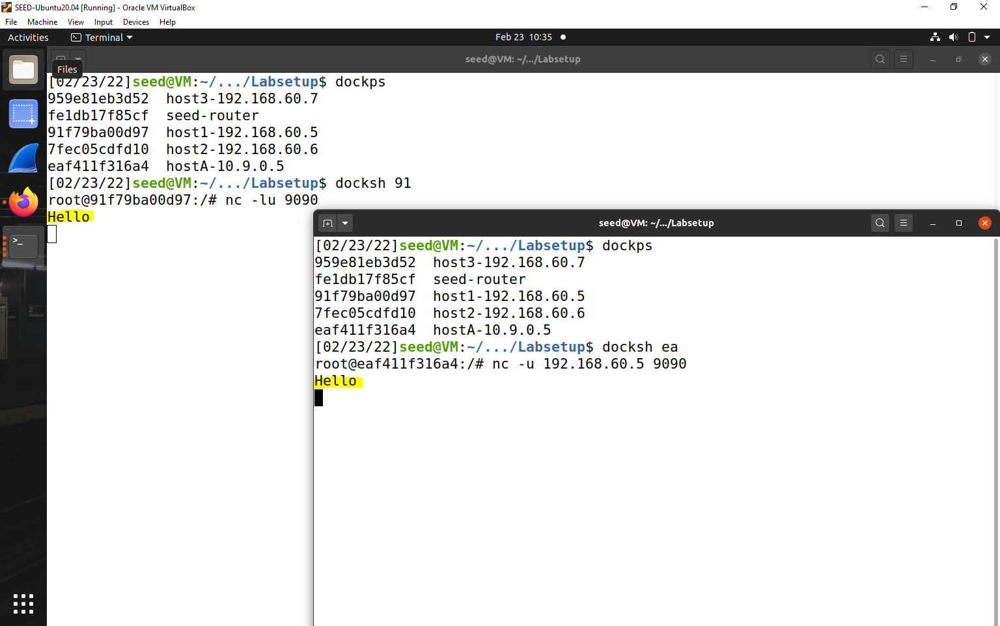 SEED-Ubuntu20.04 [Running] - Oracle VM VirtualBox
File Machine View Input Devices Help
Activities Terminal Feb 23 10:35
seed@VM: ~/.../Labsetup
Files
[02/23/22]seed@VM:~/.../Labsetup$ dockps
959e81eb3d52 host3-192.168.60.7
fe1db17f85cf seed-router
91f79ba00d97 host1-192.168.60.5
7fec05cdfd10 host2-192.168.60.6
eaf411f316a4 hostA-10.9.0.5
[02/23/22]seed@VM:~/.../Labsetup$ docksh 91
root@91f79ba00d97:/# nc -lu 9090
Hello
seed@VM: ~/.../Labsetup
[02/23/22]seed@VM:~/.../Labsetup$ dockps
959e81eb3d52 host3-192.168.60.7
fe1db17f85cf seed-router
91f79ba00d97 host1-192.168.60.5
7fec05cdfd10 host2-192.168.60.6
eaf411f316a4 hostA-10.9.0.5
[02/23/22]seed@VM:~/.../Labsetup$ docksh ea
root@eaf411f316a4:/# nc -u 192.168.60.5 9090
Hello